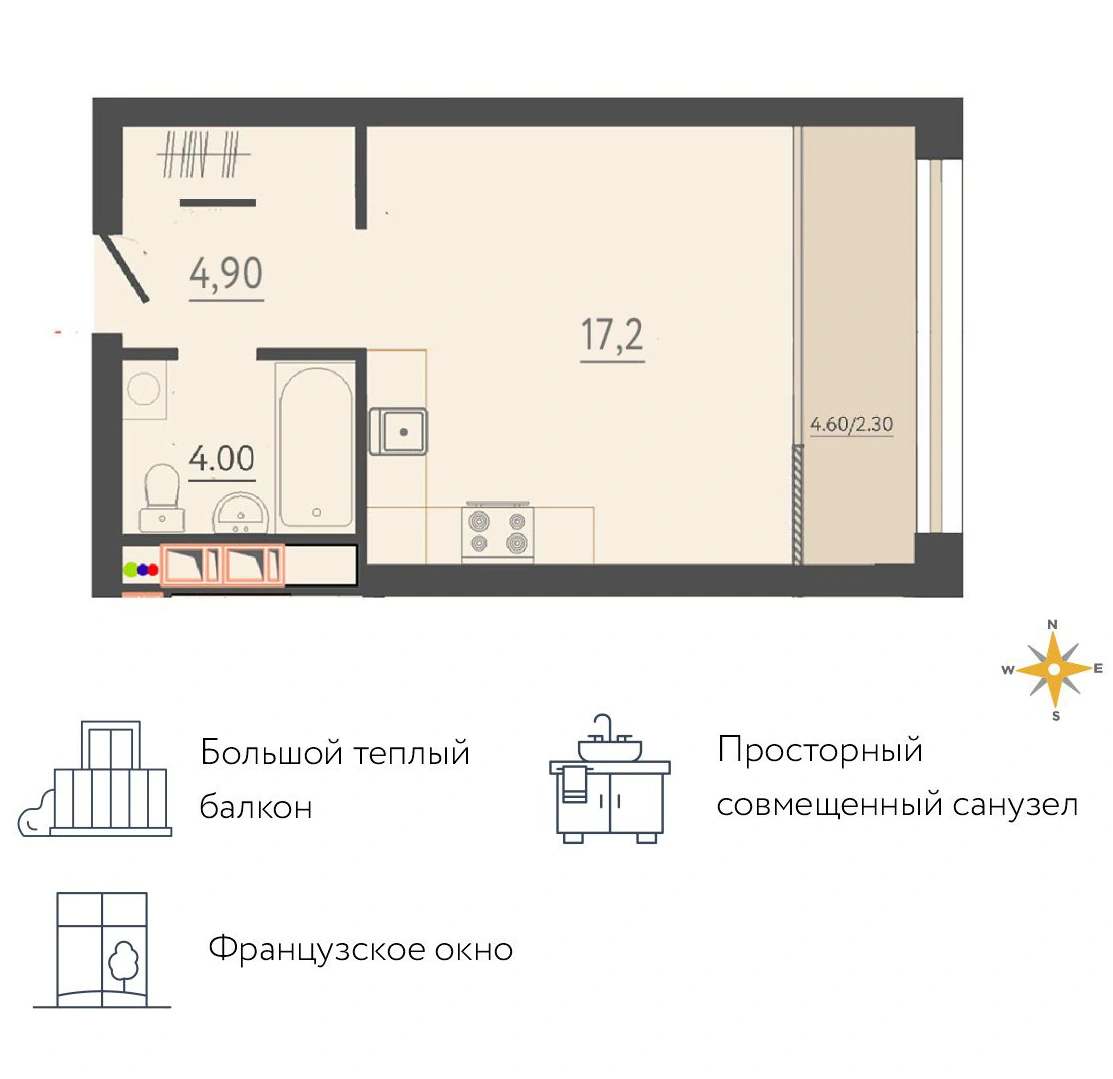 4,90
17,2
4.60/2.30
4.00
N
W E
S
Большой теплый
балкон
Просторный
совмещенный санузел
Французское окно